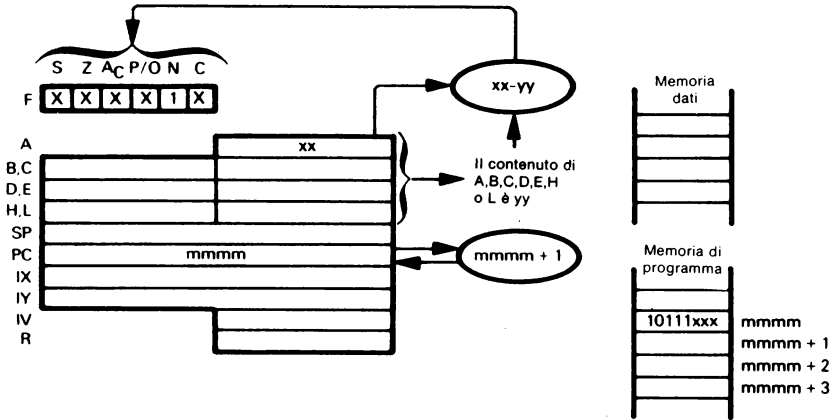 S Z AC P/O N C
F X X X X 1 X
xx-yy
A xx
B,C
D,E
H,L
SP
PC mmmm
IX
IY
IV
R
Il contenuto di
A,B,C,D,E,H
o L è yy
mmmm + 1
Memoria
dati
Memoria di
programma
10111xxx mmmm
mmmm + 1
mmmm + 2
mmmm + 3